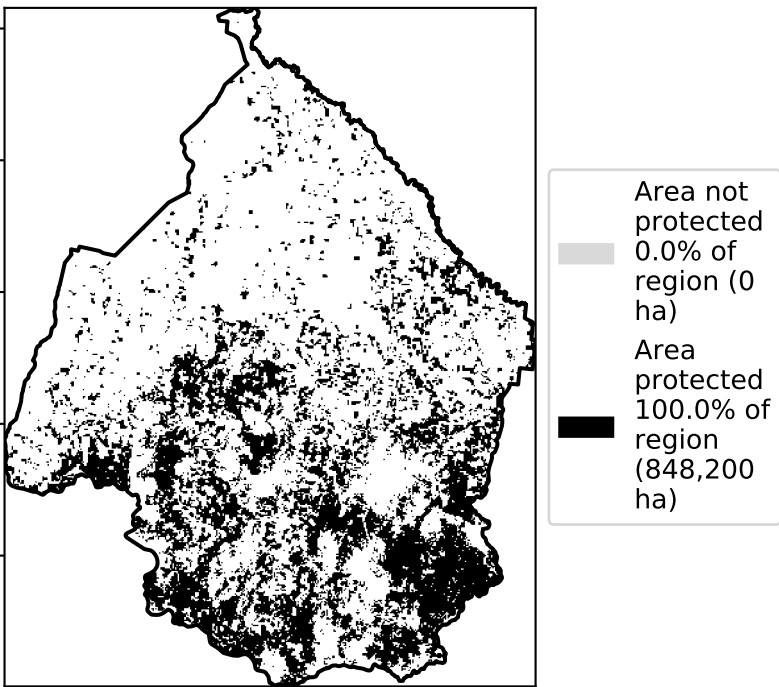 Area not
protected
0.0% of
region (0
ha)
Area
protected
100.0% of
region
(848,200
ha)